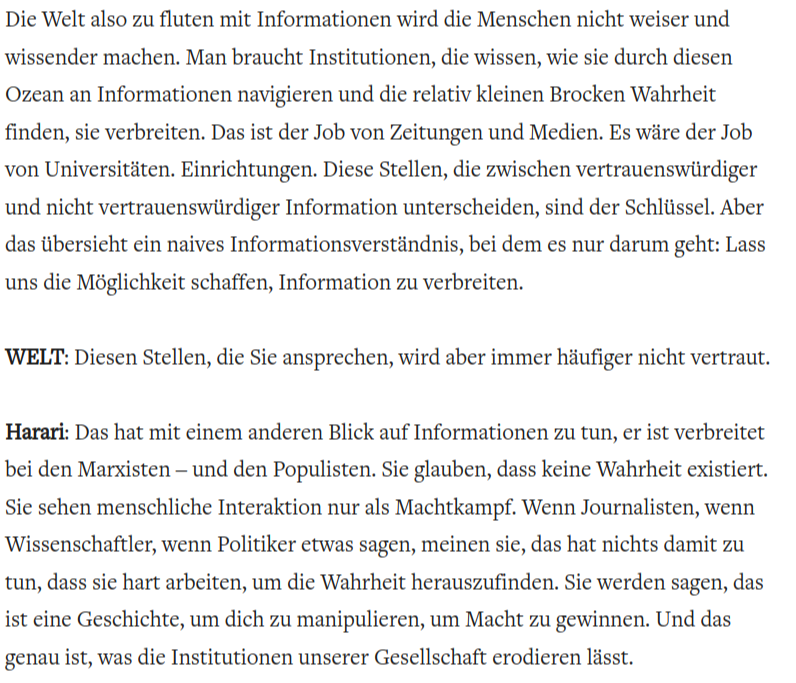 Die Welt also zu fluten mit Informationen wird die Menschen nicht weiser und
wissender machen. Man braucht Institutionen, die wissen, wie sie durch diesen
Ozean an Informationen navigieren und die relativ kleinen Brocken Wahrheit
finden, sie verbreiten. Das ist der Job von Zeitungen und Medien. Es wäre der Job
von Universitäten. Einrichtungen. Diese Stellen, die zwischen vertrauenswürdiger
und nicht vertrauenswürdiger Information unterscheiden, sind der Schlüssel. Aber
das übersieht ein naives Informationsverständnis, bei dem es nur darum geht: Lass
uns die Möglichkeit schaffen, Information zu verbreiten.
WELT: Diesen Stellen, die Sie ansprechen, wird aber immer häufiger nicht vertraut.
Harari: Das hat mit einem anderen Blick auf Informationen zu tun, er ist verbreitet
bei den Marxisten – und den Populisten. Sie glauben, dass keine Wahrheit existiert.
Sie sehen menschliche Interaktion nur als Machtkampf. Wenn Journalisten, wenn
Wissenschaftler, wenn Politiker etwas sagen, meinen sie, das hat nichts damit zu
tun, dass sie hart arbeiten, um die Wahrheit herauszufinden. Sie werden sagen, das
ist eine Geschichte, um dich zu manipulieren, um Macht zu gewinnen. Und das
genau ist, was die Institutionen unserer Gesellschaft erodieren lässt.